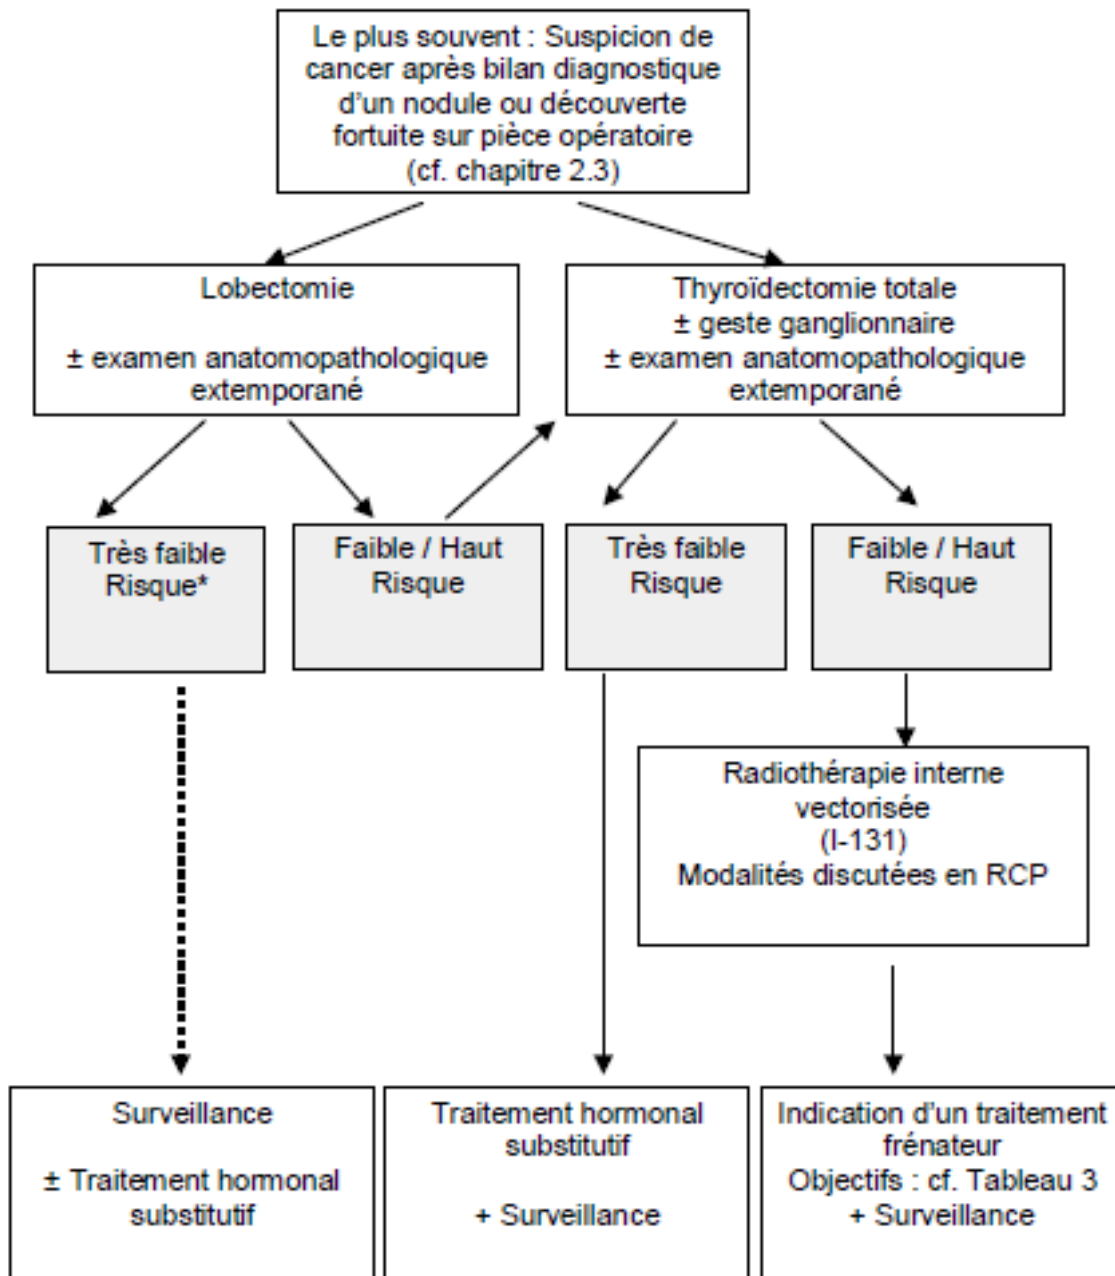 Le plus souvent : Suspicion de
cancer après bilan diagnostique
d'un nodule ou découverte
fortuite sur pièce opératoire
(cf. chapitre 2.3)
Lobectomie
± examen anatomopathologique
extemporané
Thyroïdectomie totale
± geste ganglionnaire
± examen anatomopathologique
extemporané
Très faible
Risque*
Faible / Haut
Risque
Très faible
Risque
Faible / Haut
Risque
Radiothérapie interne
vectorisée
(I-131)
Modalités discutées en RCP
Surveillance
± Traitement hormonal
substitutif
Traitement hormonal
substitutif
+ Surveillance
Indication d'un traitement
frénateur
Objectifs : cf. Tableau 3
+ Surveillance